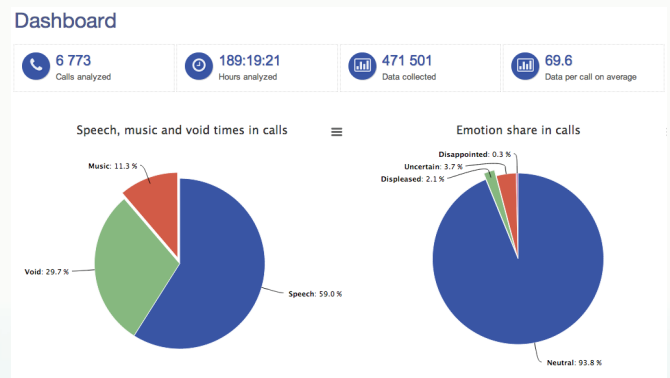 Dashboard
6 773
Calls analyzed
189:19:21
Hours analyzed
471 501
Data collected
69.6
Data per call on average
Speech, music and void times in calls
Music: 11.3 %
Void: 29.7 %
Speech: 59.0 %
Emotion share in calls
Disappointed: 0.3 %
Uncertain: 3.7 %
Displeased: 2.1 %
Neutral: 93.8 %